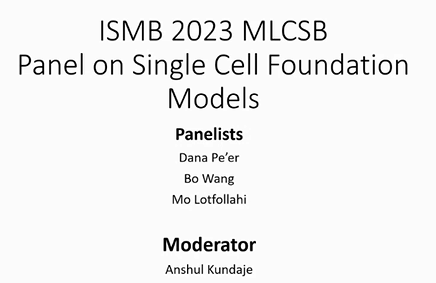 ISMB 2023 MLCSB
Panel on Single Cell Foundation
Models
Panelists
Dana Pe'er
Bo Wang
Mo Lotfollahi
Moderator
Anshul Kundaje